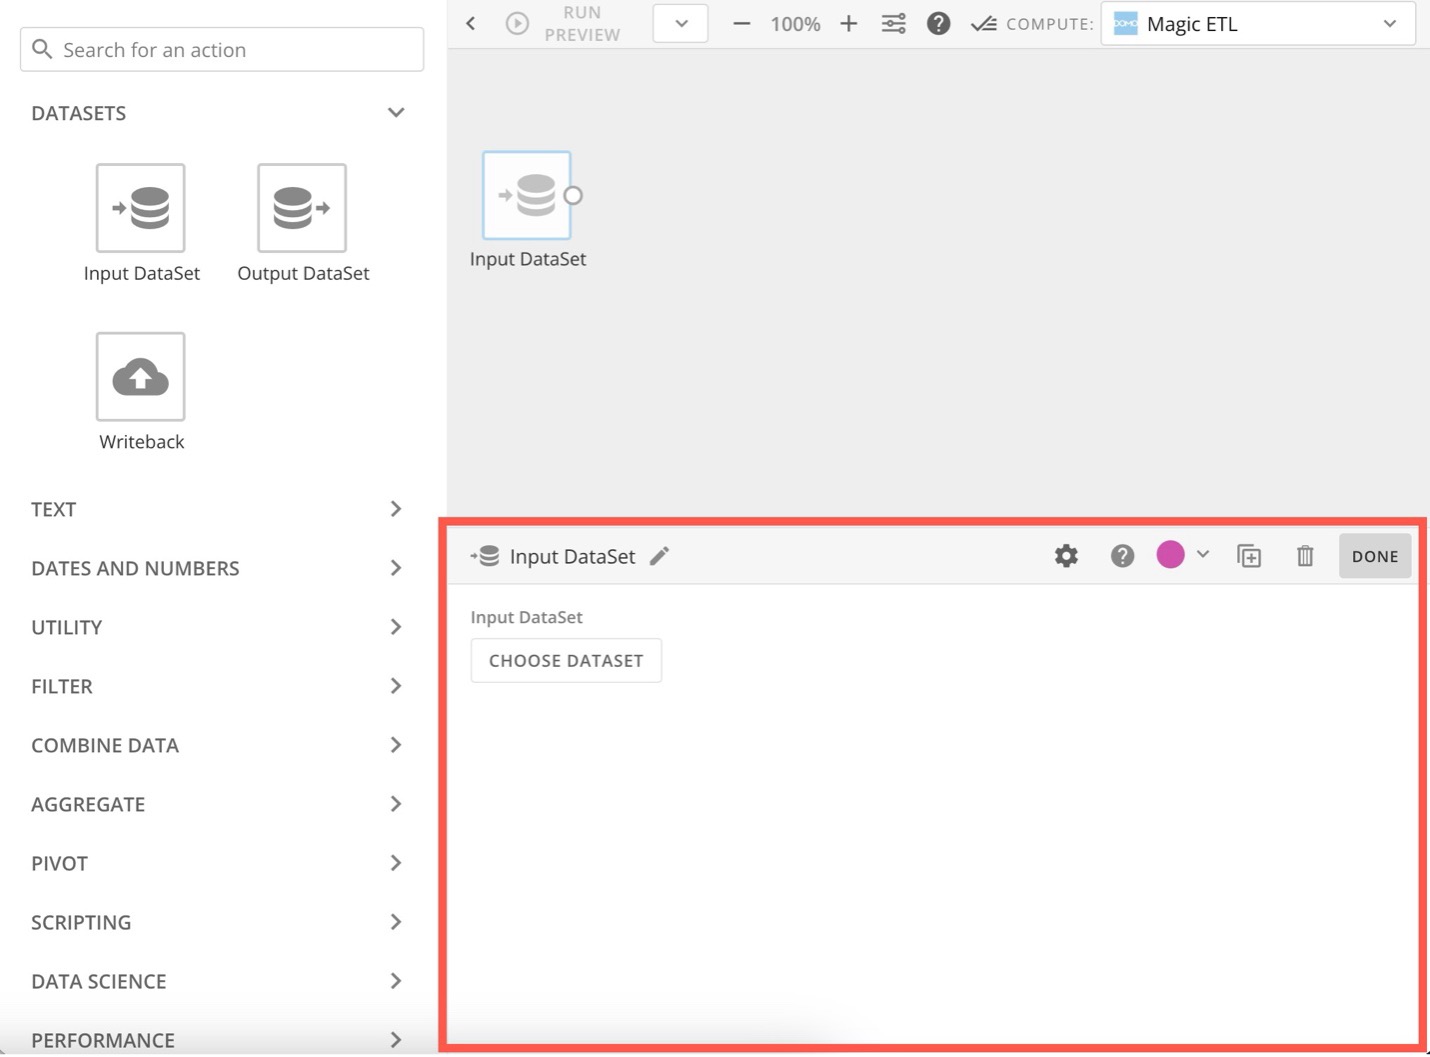 Search for an action
DATASETS
Input DataSet
Output DataSet
Writeback
TEXT
DATES AND NUMBERS
UTILITY
FILTER
COMBINE DATA
AGGREGATE
PIVOT
SCRIPTING
DATA SCIENCE
PERFORMANCE
RUN
PREVIEW
100%
COMPUTE:
DOMO
Magic ETL
Input DataSet
Input DataSet
DONE
Input DataSet
CHOOSE DATASET